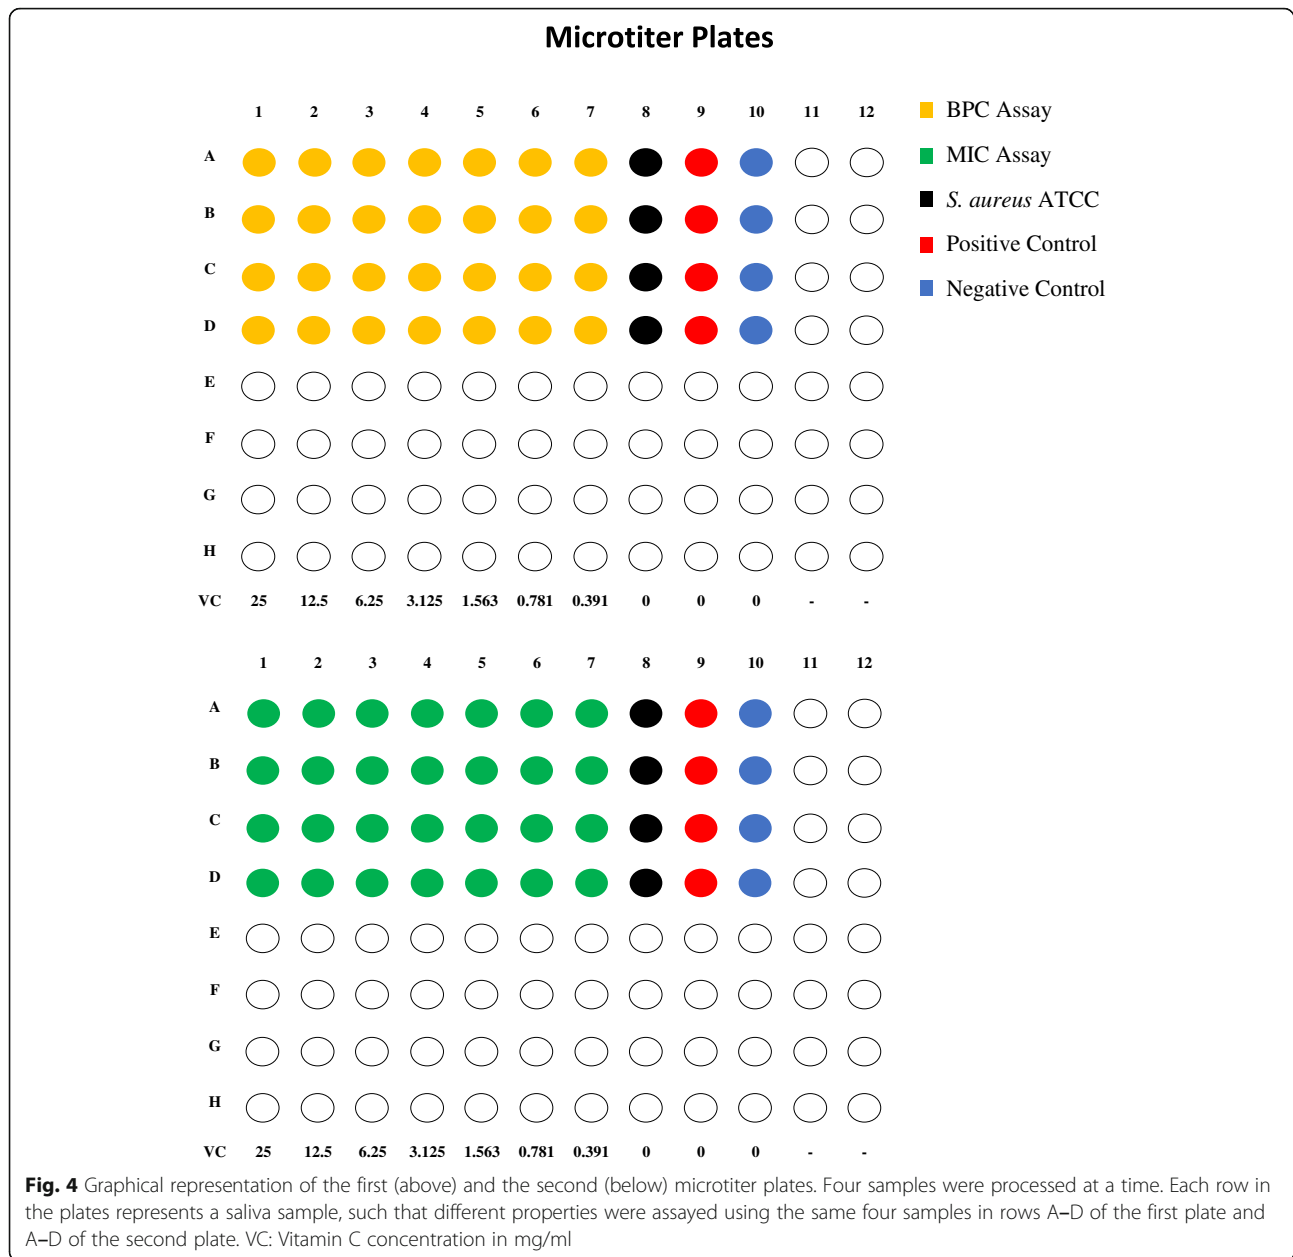 Microtiter Plates
1 2 3 4 5 6 7 8 9 10 11 12
A
B
C
D
E
F
G
H
VC 25 12.5 6.25 3.125 1.563 0.781 0.391 0 0 0 - -
BPC Assay
MIC Assay
S. aureus ATCC
Positive Control
Negative Control
1 2 3 4 5 6 7 8 9 10 11 12
A
B
C
D
E
F
G
H
VC 25 12.5 6.25 3.125 1.563 0.781 0.391 0 0 0 - -
Fig. 4 Graphical representation of the first (above) and the second (below) microtiter plates. Four samples were processed at a time. Each row in
the plates represents a saliva sample, such that different properties were assayed using the same four samples in rows A–D of the first plate and
A–D of the second plate. VC: Vitamin C concentration in mg/ml